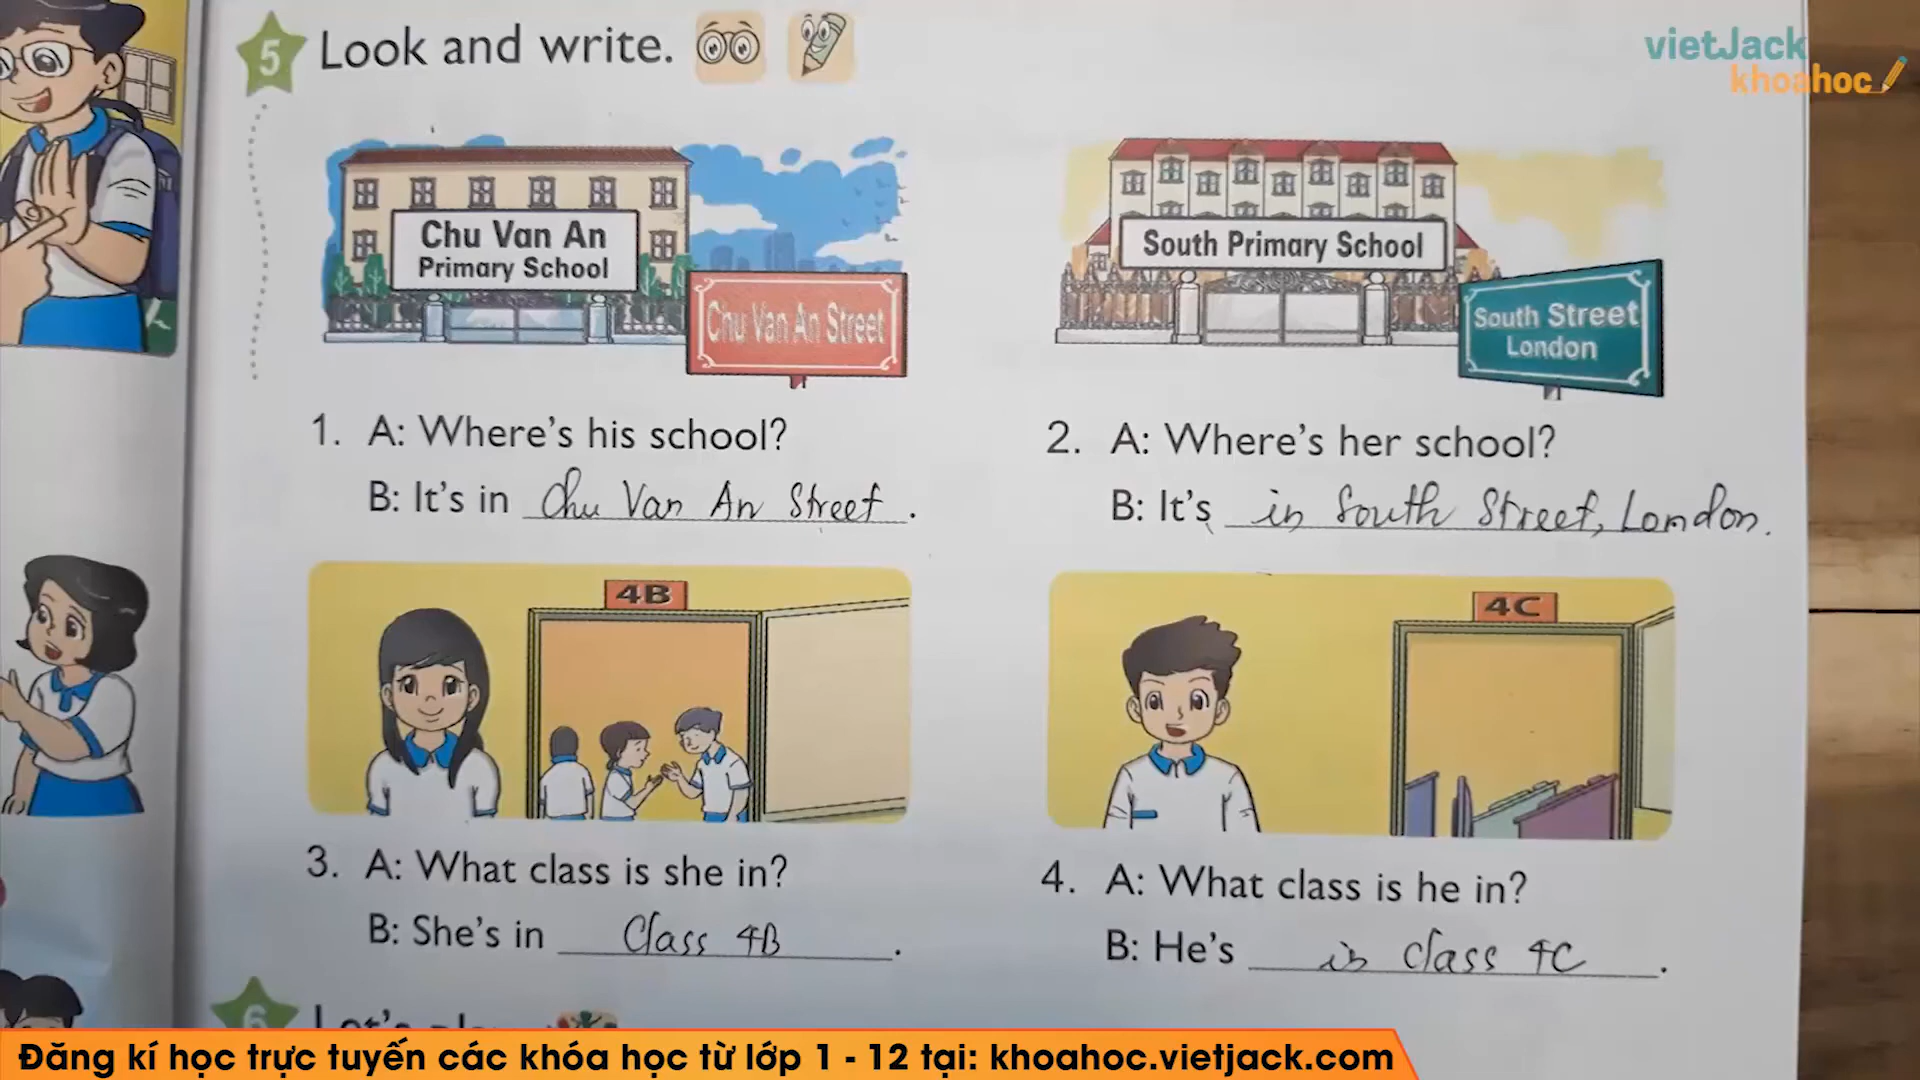 5 Look and write.
vietJack
khoahoc
Chu Van An
Primary School
Chu Van An Street
South Primary School
South Street
London
1. A: Where's his school?
B: It's in Chu Van An Street.
2. A: Where's her school?
B: It's in South Street, London.
4B
4C
3. A: What class is she in?
B: She's in Class 4B.
4. A: What class is he in?
B: He's in Class 4C.
6 Let's play.
Đăng kí học trực tuyến các khóa học từ lớp 1 - 12 tại: khoahoc.vietjack.com